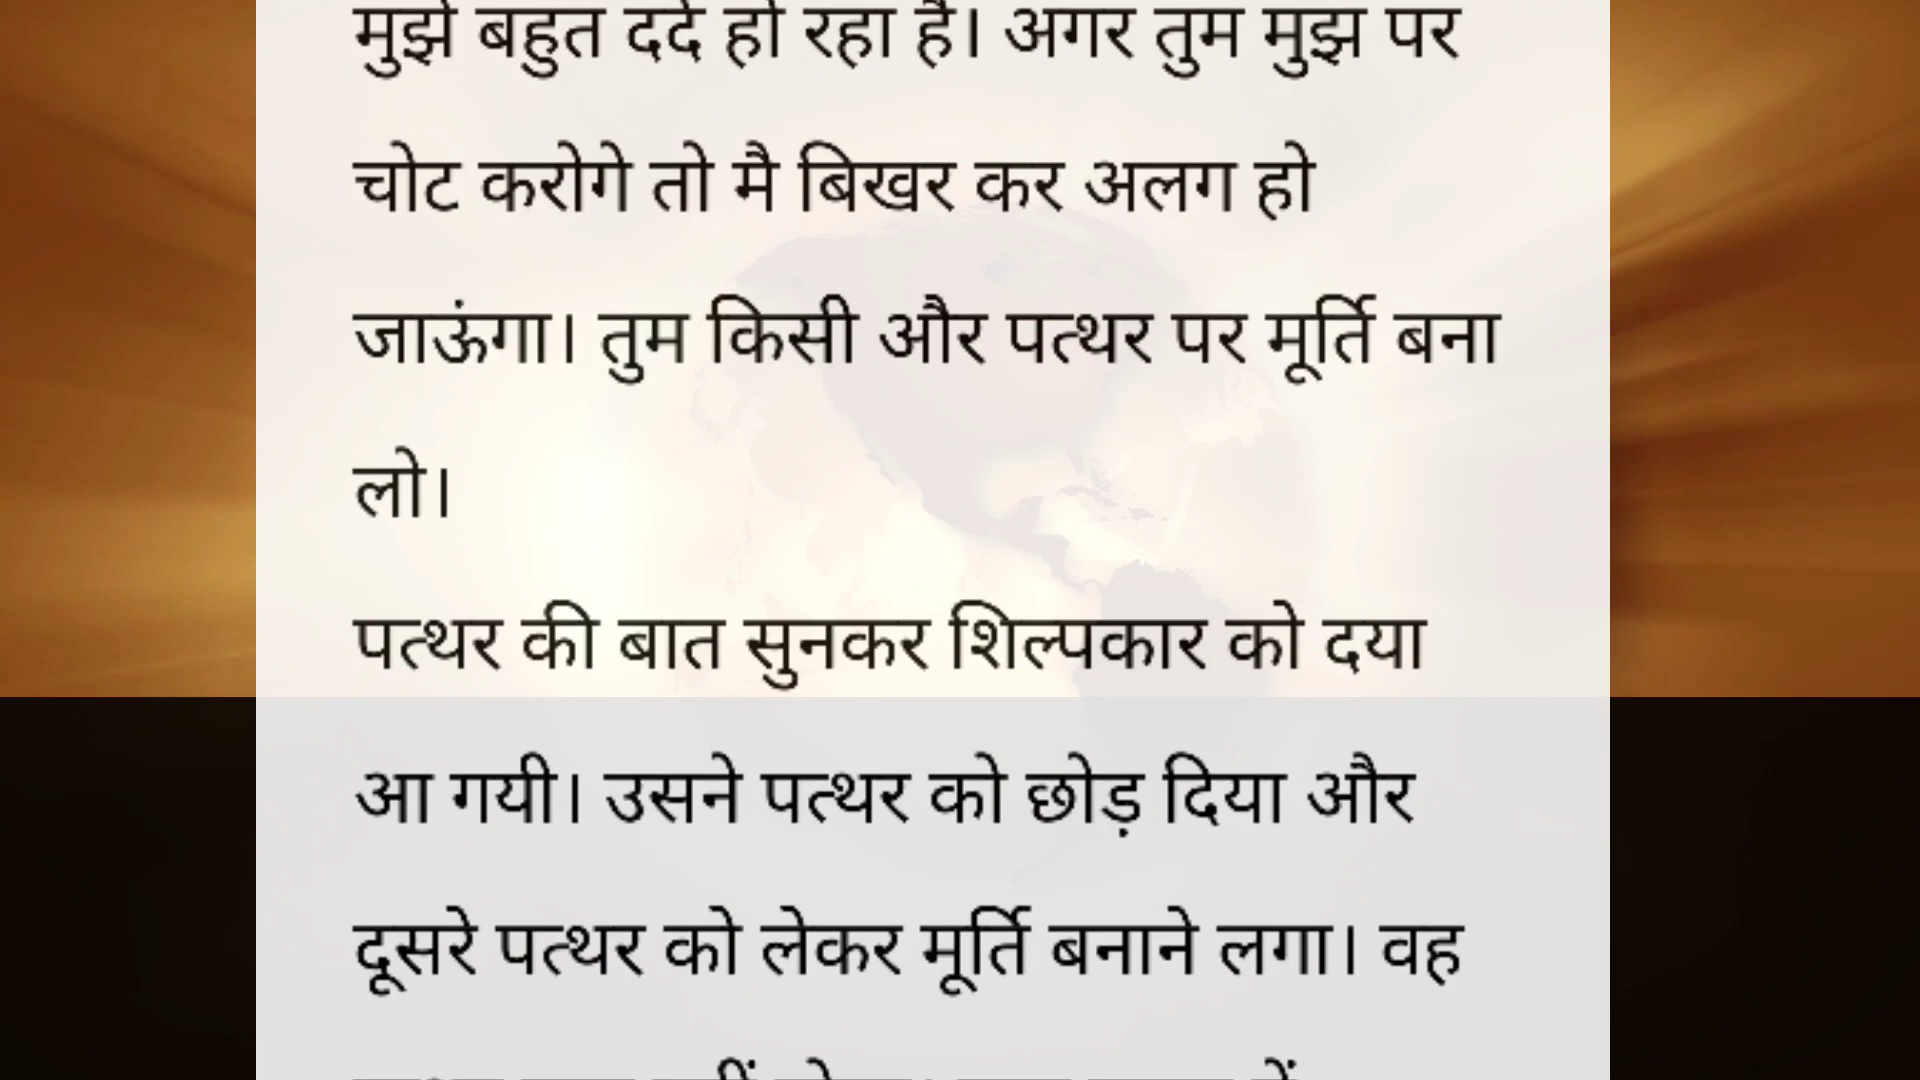 मुझे बहुत दर्द हो रहा है। अगर तुम मुझ पर
चोट करोगे तो मै बिखर कर अलग हो
जाऊंगा। तुम किसी और पत्थर पर मूर्ति बना
लो।
पत्थर की बात सुनकर शिल्पकार को दया
आ गयी। उसने पत्थर को छोड़ दिया और
दूसरे पत्थर को लेकर मूर्ति बनाने लगा। वह